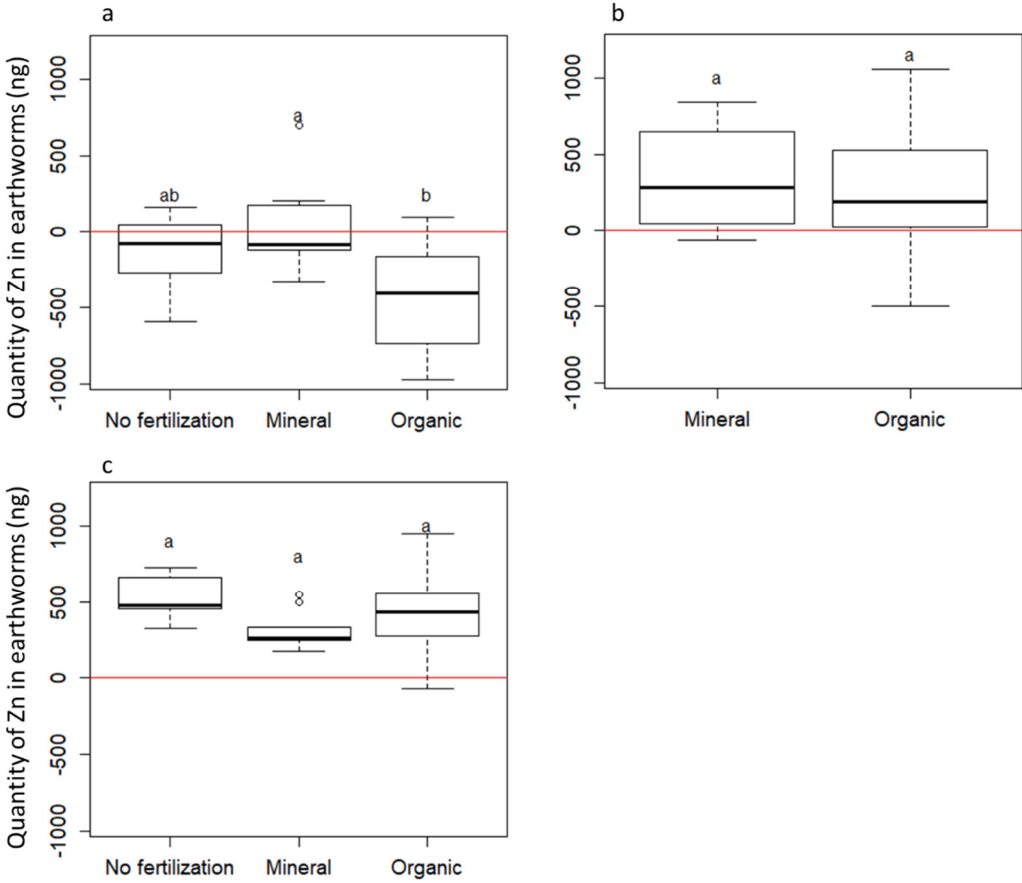 a
Quantity of Zn in earthworms (ng)
1000
500
0
-500
-1000
ab
a
b
No fertilization Mineral Organic
b
1000
500
0
-500
-1000
a
a
Mineral Organic
c
Quantity of Zn in earthworms (ng)
1000
500
0
-500
-1000
a
a
a
No fertilization Mineral Organic